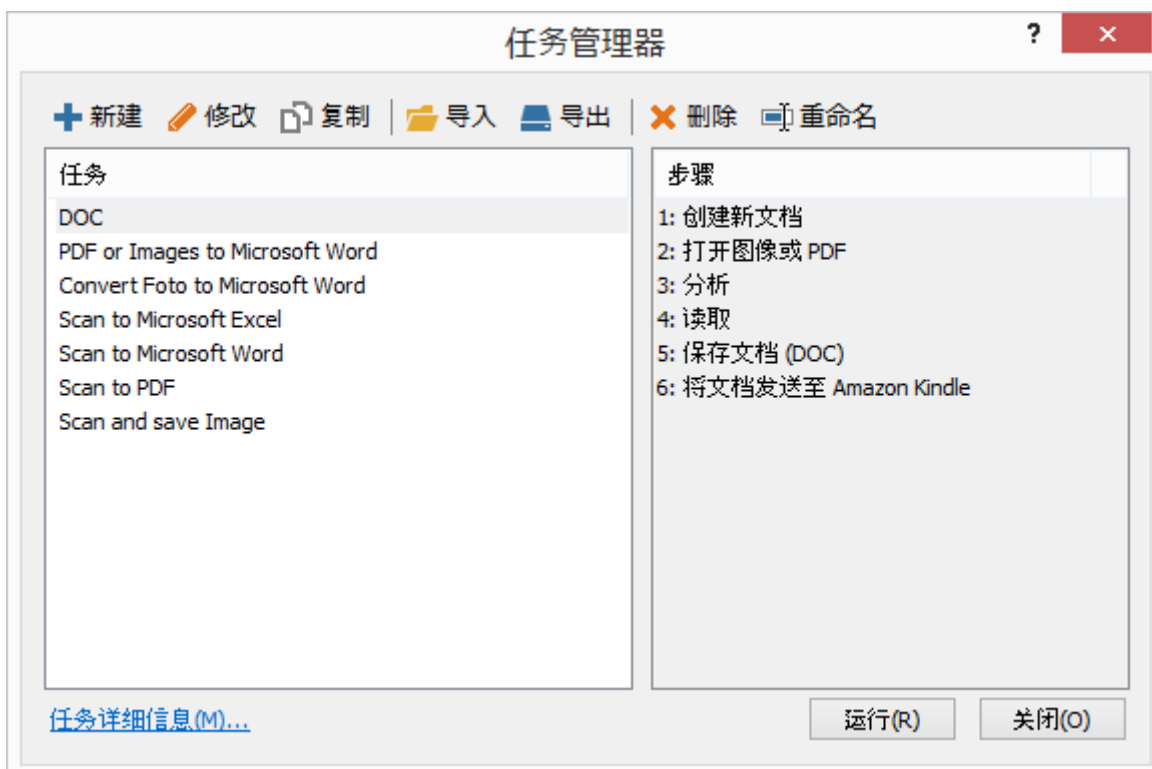 任务管理器
?
新建 修改 复制 导入 导出 删除 重命名
任务
DOC
PDF or Images to Microsoft Word
Convert Foto to Microsoft Word
Scan to Microsoft Excel
Scan to Microsoft Word
Scan to PDF
Scan and save Image
步骤
1: 创建新文档
2: 打开图像或 PDF
3: 分析
4: 读取
5: 保存文档 (DOC)
6: 将文档发送至 Amazon Kindle
任务详细信息(M)...
运行(R)
关闭(O)